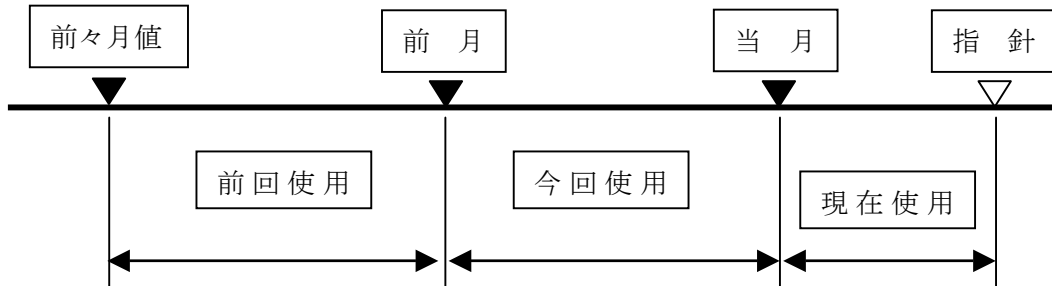 前々月値
前　月
当　月
指　針
前回使用
今回使用
現在使用